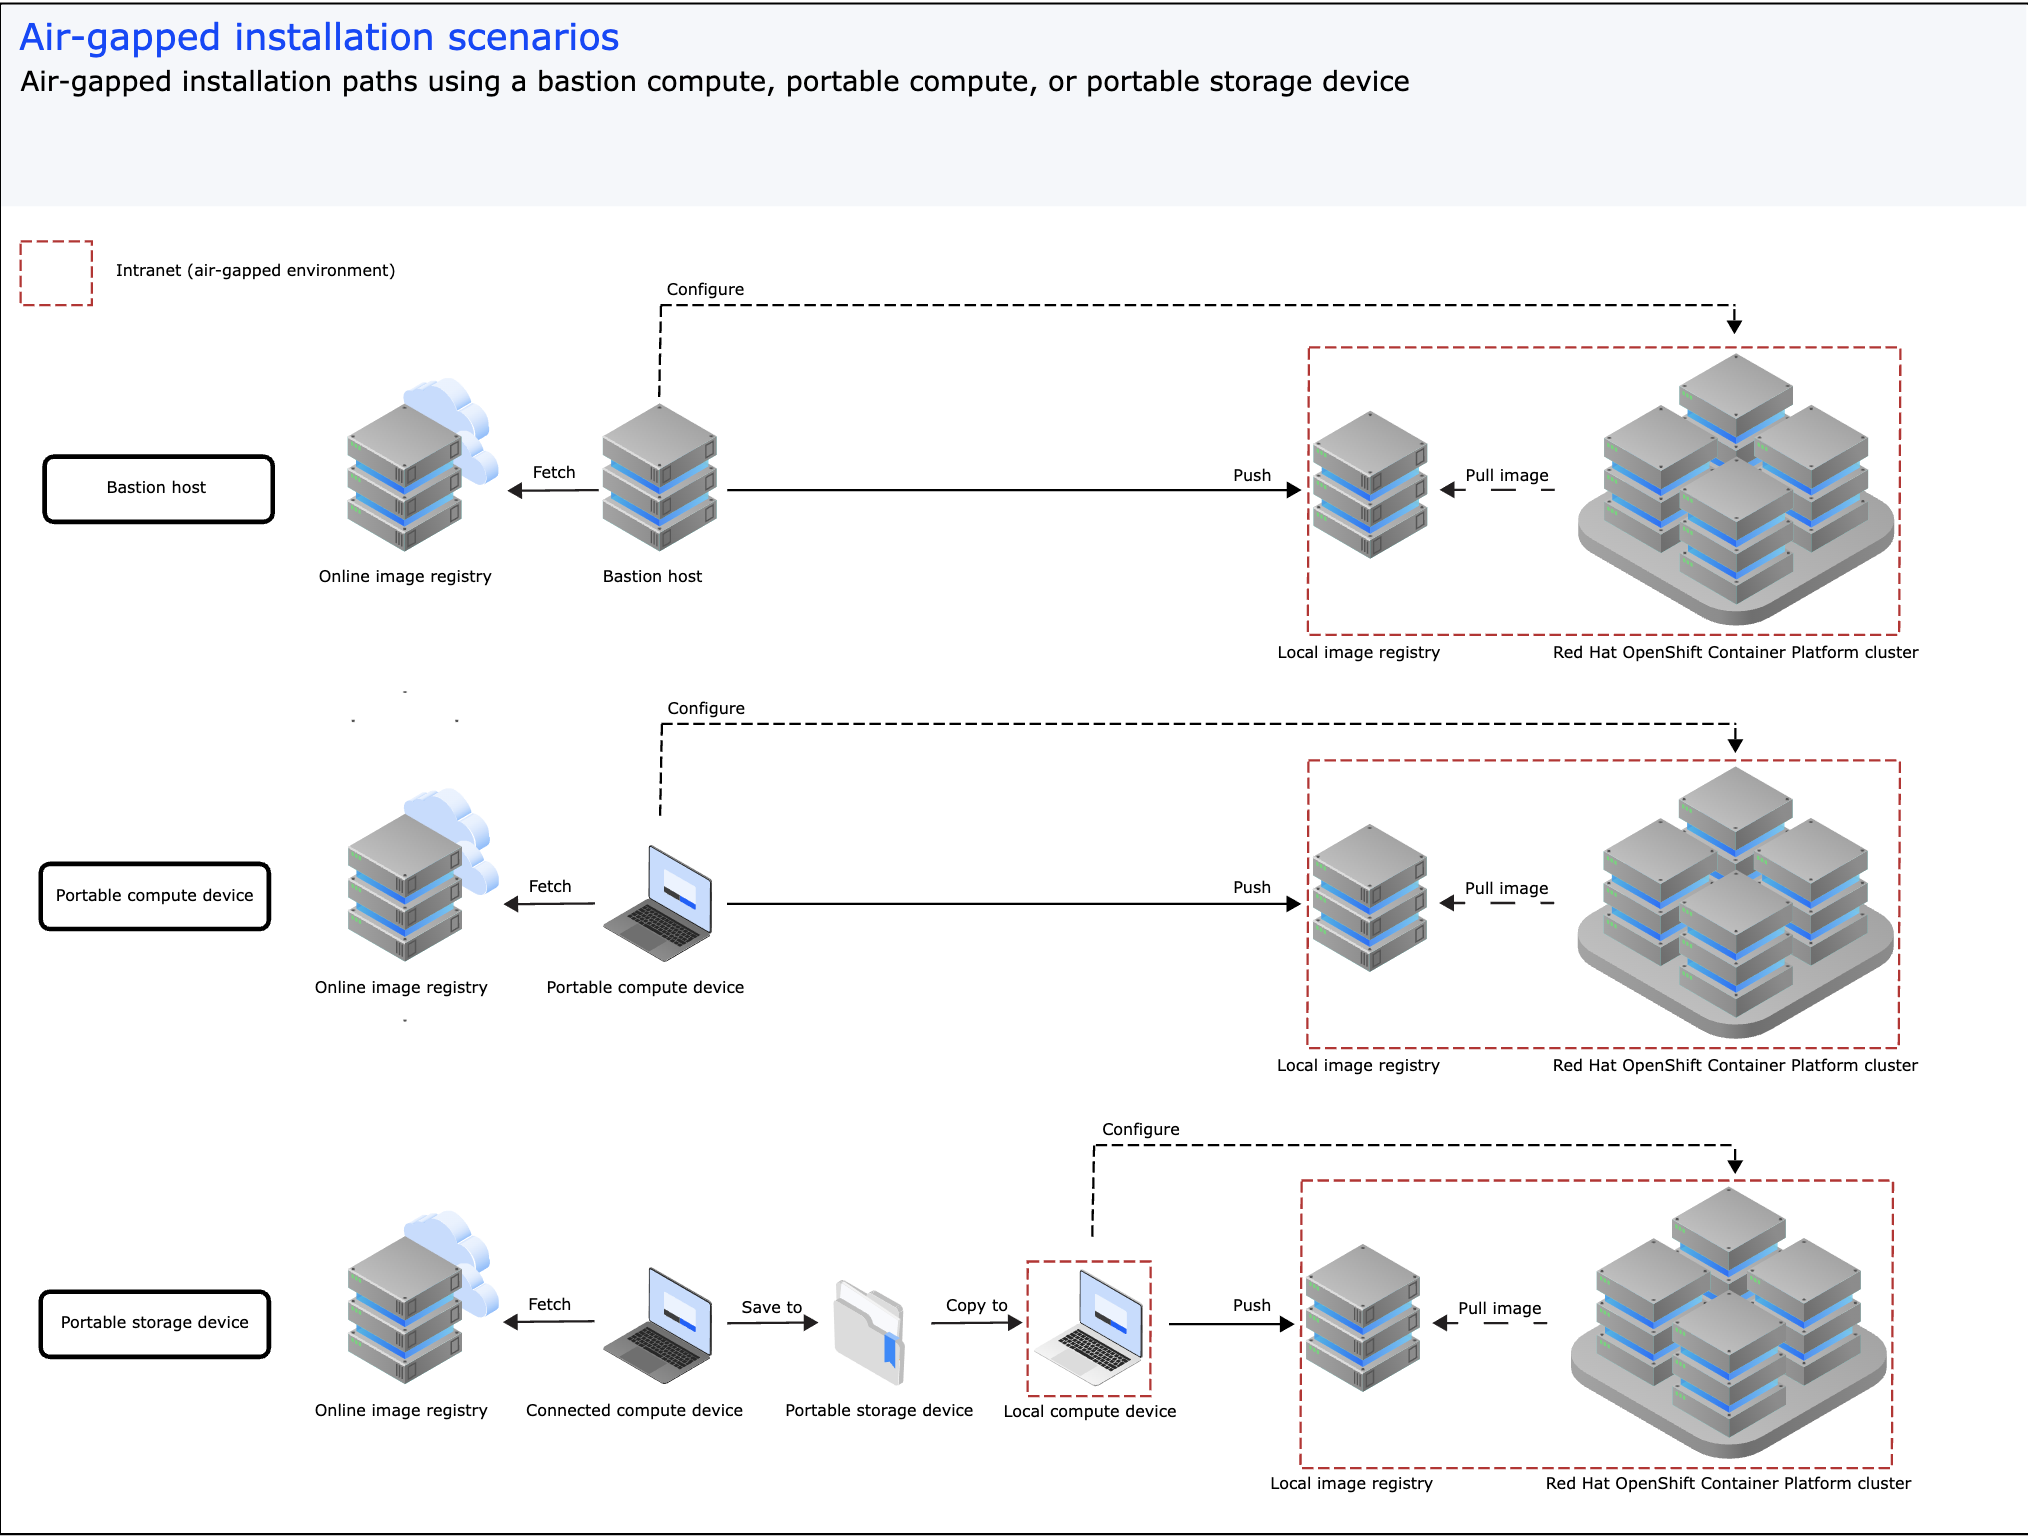 Air-gapped installation scenarios
Air-gapped installation paths using a bastion compute, portable compute, or portable storage device
Intranet (air-gapped environment)
Configure
Bastion host
Fetch
Push
Pull image
Online image registry
Bastion host
Local image registry
Red Hat OpenShift Container Platform cluster
Configure
Portable compute device
Fetch
Push
Pull image
Online image registry
Portable compute device
Local image registry
Red Hat OpenShift Container Platform cluster
Configure
Portable storage device
Fetch
Save to
Copy to
Push
Pull image
Online image registry
Connected compute device
Portable storage device
Local compute device
Local image registry
Red Hat OpenShift Container Platform cluster